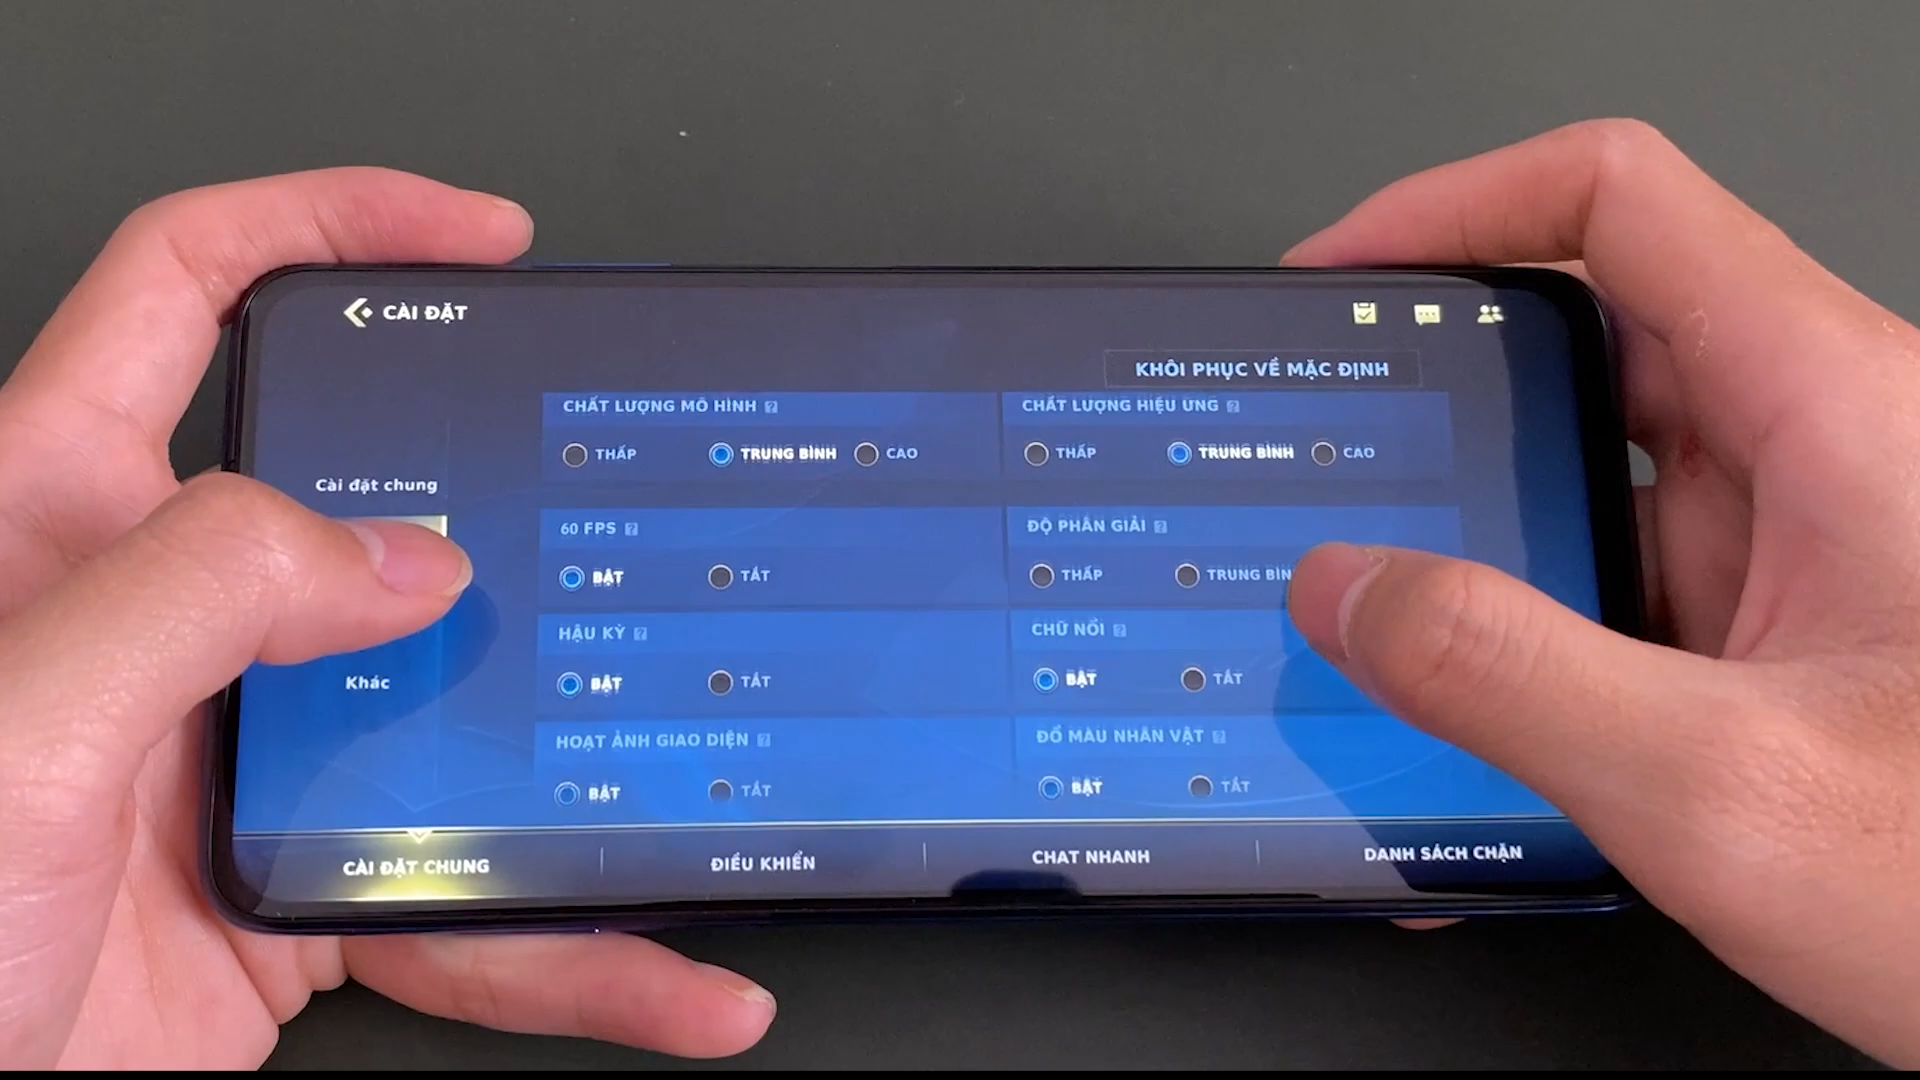 CÀI ĐẶT
KHÔI PHỤC VỀ MẶC ĐỊNH
CHẤT LƯỢNG MÔ HÌNH ?
THẤP TRUNG BÌNH CAO
CHẤT LƯỢNG HIỆU ỨNG ?
THẤP TRUNG BÌNH CAO
Cài đặt chung
60 FPS ?
BẬT TẮT
ĐỘ PHÂN GIẢI ?
THẤP TRUNG BÌN
HẬU KỲ ?
BẬT TẮT
CHỮ NỔI ?
BẬT TẮT
Khác
HOẠT ẢNH GIAO DIỆN ?
BẬT TẮT
ĐỔ MÀU NHÂN VẬT ?
BẬT TẮT
CÀI ĐẶT CHUNG ĐIỀU KHIỂN CHAT NHANH DANH SÁCH CHẶN